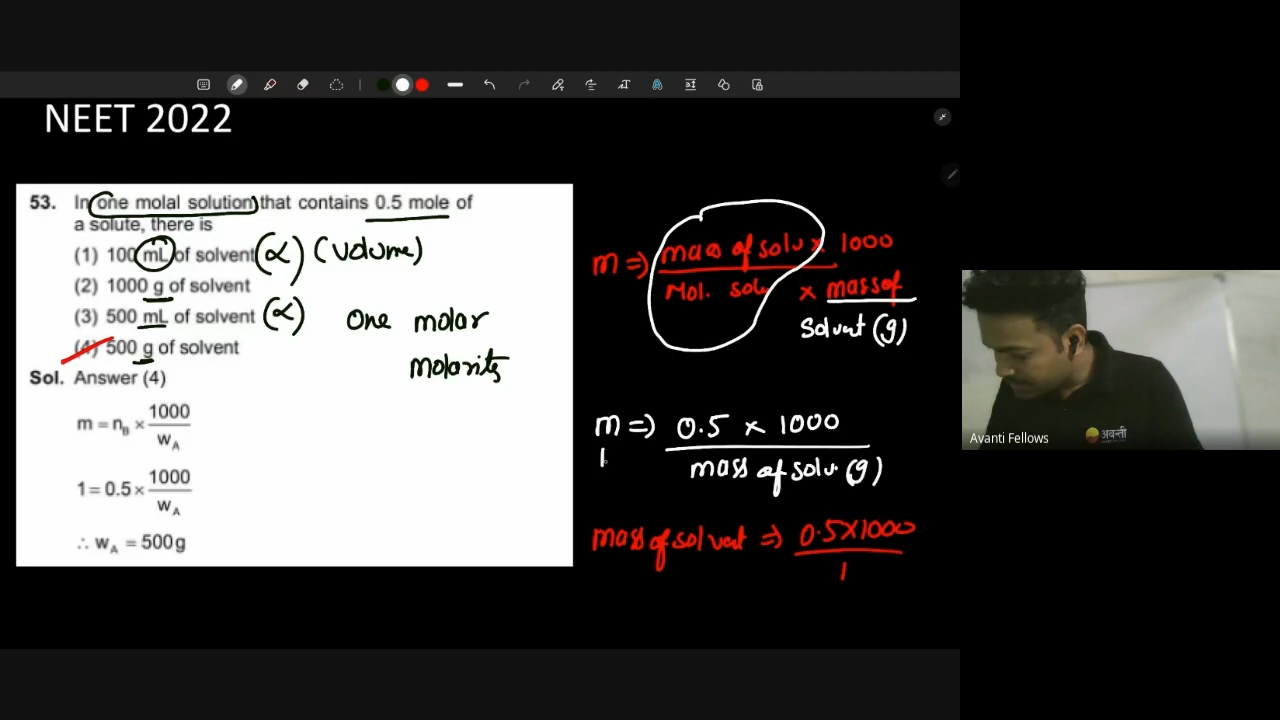 NEET 2022
53. In one molal solution that contains 0.5 mole of
a solute, there is
(1) 100 mL of solvent (α) (volume)
(2) 1000 g of solvent
(3) 500 mL of solvent (α)
(4) 500 g of solvent
one molar
molarity
Sol. Answer (4)
m = n_B × 1000 / w_A
1 = 0.5 × 1000 / w_A
∴ w_A = 500 g
m ⇒ mass of solu × 1000
Mol. sol × mass of
Solvent (g)
m ⇒ 0.5 × 1000
1 mass of solv. (g)
mass of solvent ⇒ 0.5×1000
1
Avanti Fellows
अवन्ती